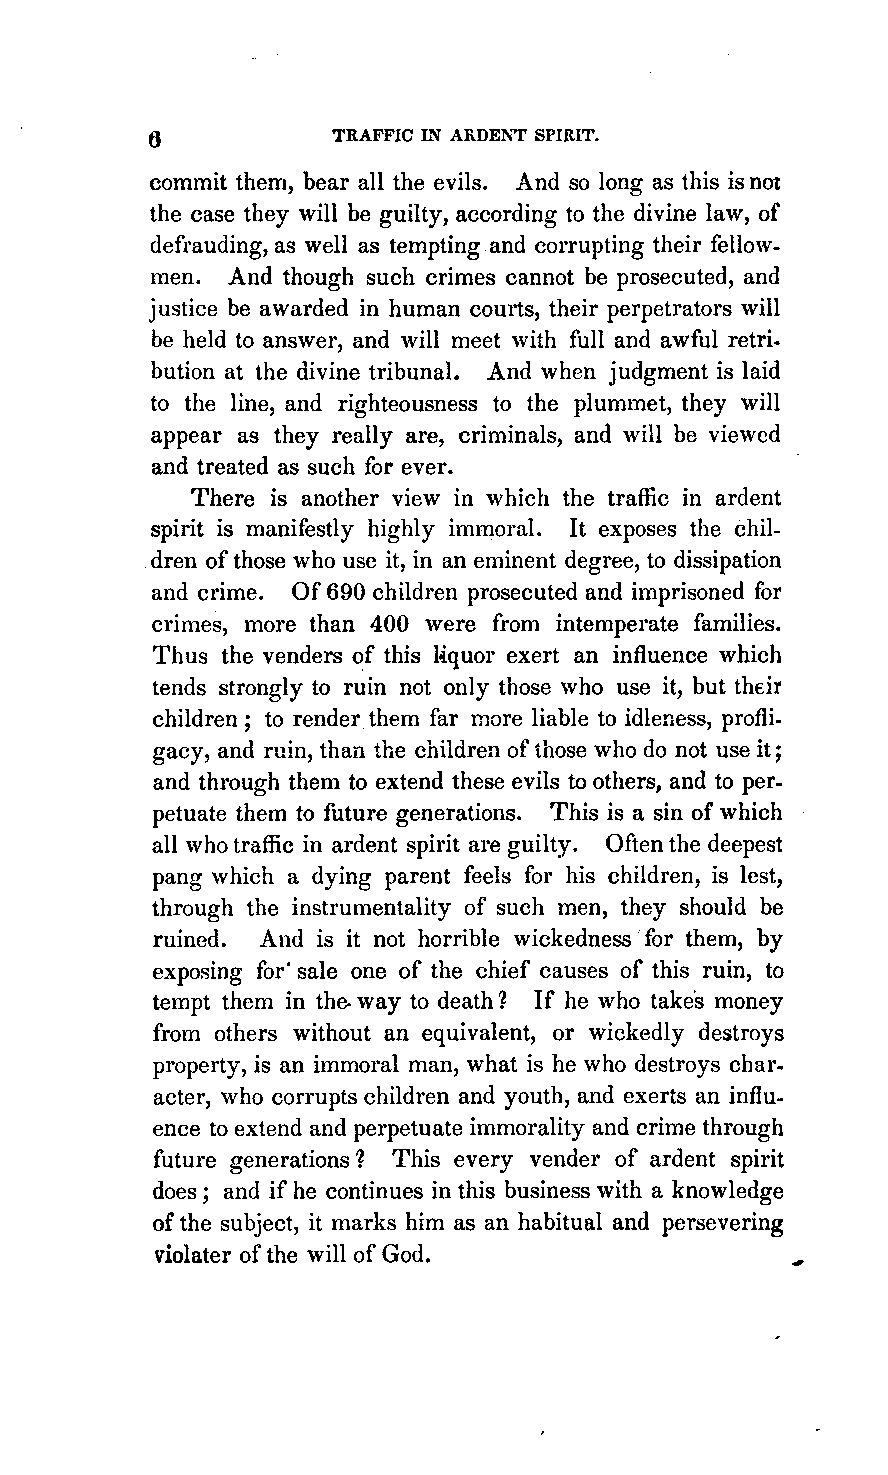 6 TRAFFIC IN ARDENT SPIRIT.
commit them, bear all the evils. And so long as this is not
the case they will be guilty, according to the divine law, of
defrauding, as well as tempting and corrupting their fellow-
men. And though such crimes cannot be prosecuted, and
justice be awarded in human courts, their perpetrators will
be held to answer, and will meet with full and awful retri-
bution at the divine tribunal. And when judgment is laid
to the line, and righteousness to the plummet, they will
appear as they really are, criminals, and will be viewed
and treated as such for ever.
There is another view in which the traffic in ardent
spirit is manifestly highly immoral. It exposes the chil-
dren of those who use it, in an eminent degree, to dissipation
and crime. Of 690 children prosecuted and imprisoned for
crimes, more than 400 were from intemperate families.
Thus the venders of this liquor exert an influence which
tends strongly to ruin not only those who use it, but their
children; to render them far more liable to idleness, profli-
gacy, and ruin, than the children of those who do not use it;
and through them to extend these evils to others, and to per-
petuate them to future generations. This is a sin of which
all who traffic in ardent spirit are guilty. Often the deepest
pang which a dying parent feels for his children, is lest,
through the instrumentality of such men, they should be
ruined. And is it not horrible wickedness for them, by
exposing for sale one of the chief causes of this ruin, to
tempt them in the way to death? If he who takes money
from others without an equivalent, or wickedly destroys
property, is an immoral man, what is he who destroys char-
acter, who corrupts children and youth, and exerts an influ-
ence to extend and perpetuate immorality and crime through
future generations? This every vender of ardent spirit
does; and if he continues in this business with a knowledge
of the subject, it marks him as an habitual and persevering
violater of the will of God.